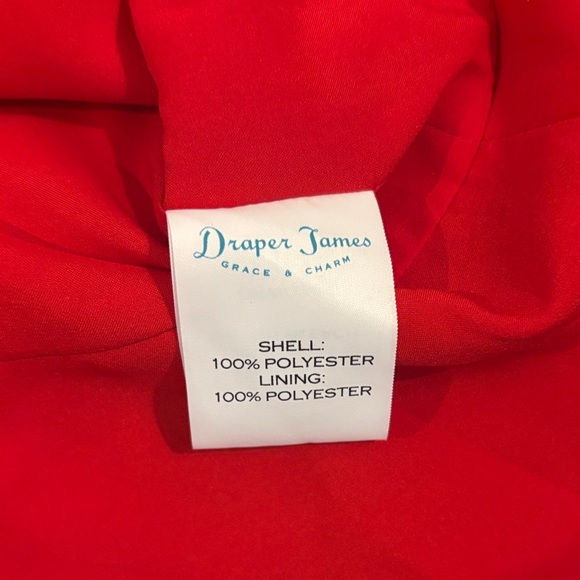 Draper James
GRACE & CHARM
SHELL:
100% POLYESTER
LINING:
100% POLYESTER